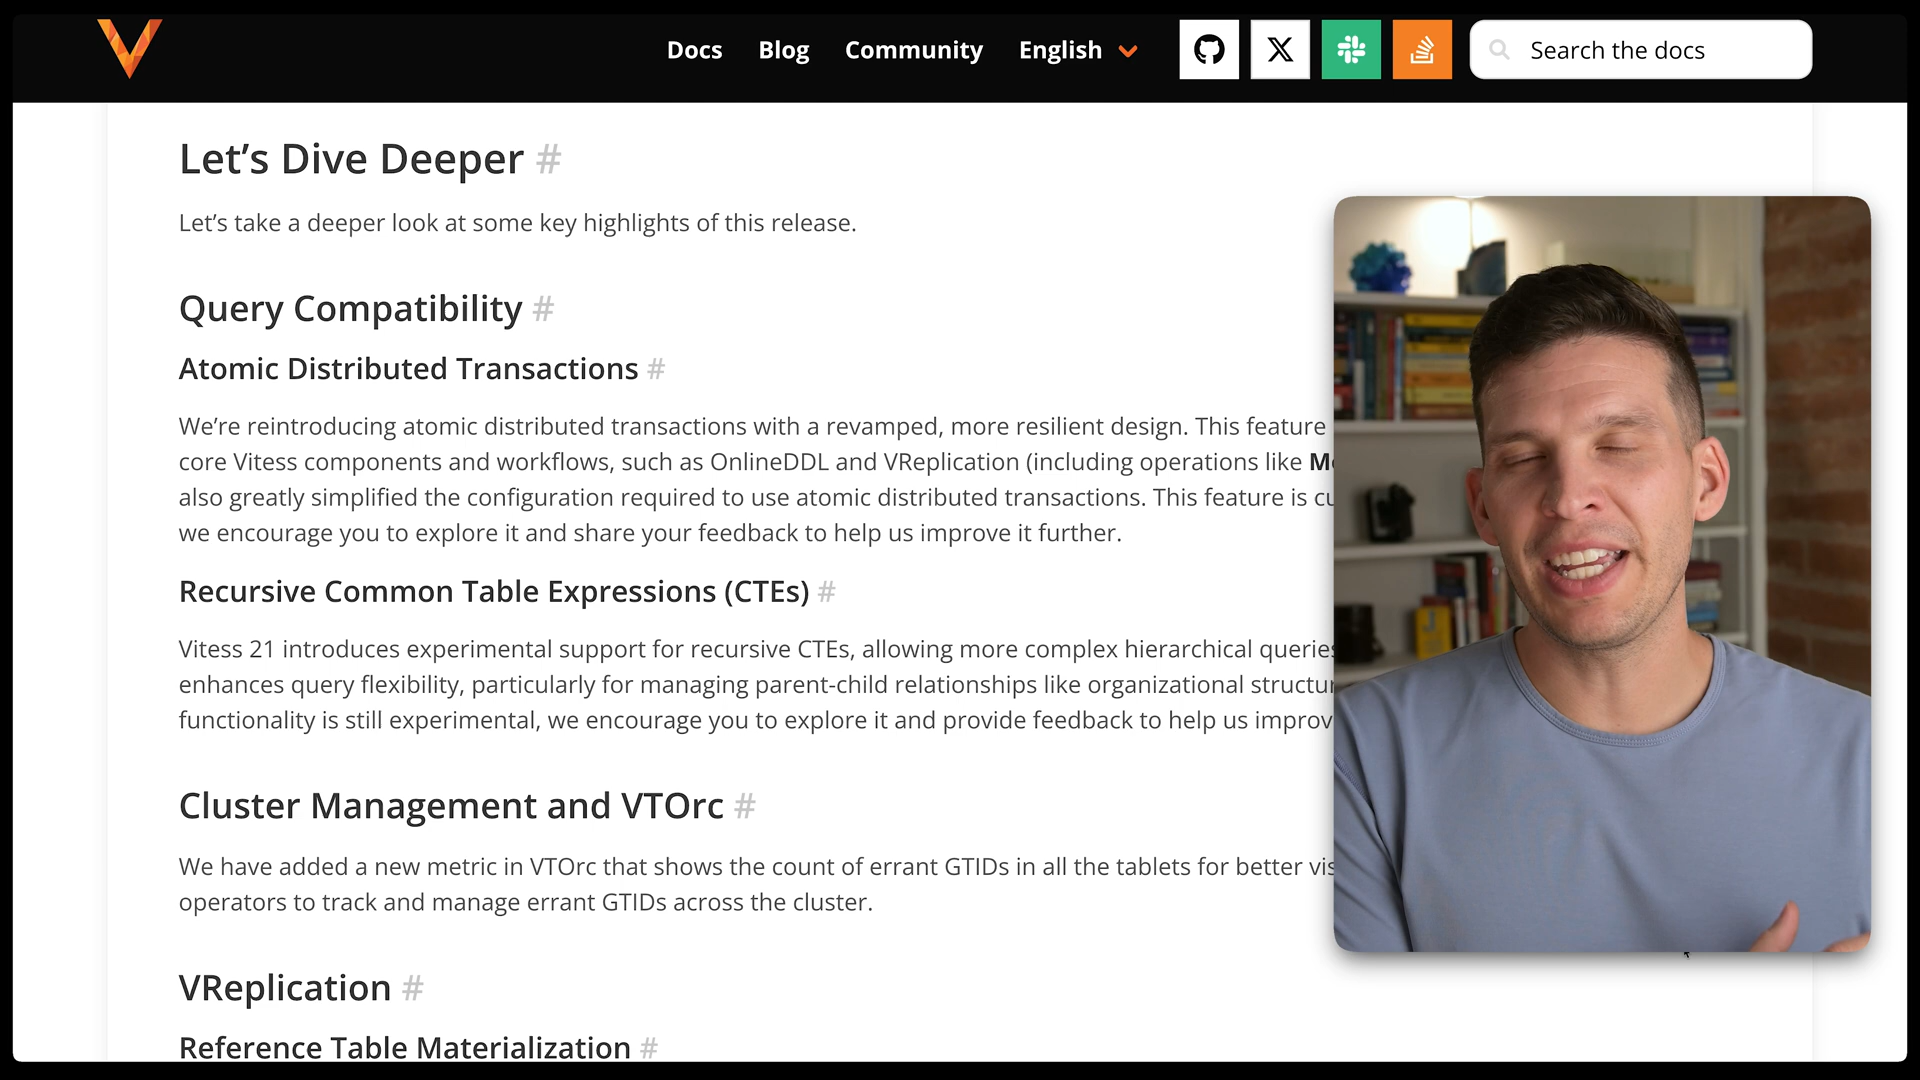 Docs Blog Community English Search the docs
Let’s Dive Deeper #
Let’s take a deeper look at some key highlights of this release.
Query Compatibility #
Atomic Distributed Transactions #
We’re reintroducing atomic distributed transactions with a revamped, more resilient design. This feature
core Vitess components and workflows, such as OnlineDDL and VReplication (including operations like
also greatly simplified the configuration required to use atomic distributed transactions. This feature is
we encourage you to explore it and share your feedback to help us improve it further.
Recursive Common Table Expressions (CTEs) #
Vitess 21 introduces experimental support for recursive CTEs, allowing more complex hierarchical queries
enhances query flexibility, particularly for managing parent-child relationships like organizational
functionality is still experimental, we encourage you to explore it and provide feedback to help us
Cluster Management and VTOrc #
We have added a new metric in VTOrc that shows the count of errant GTIDs in all the tablets for better
operators to track and manage errant GTIDs across the cluster.
VReplication #
Reference Table Materialization #